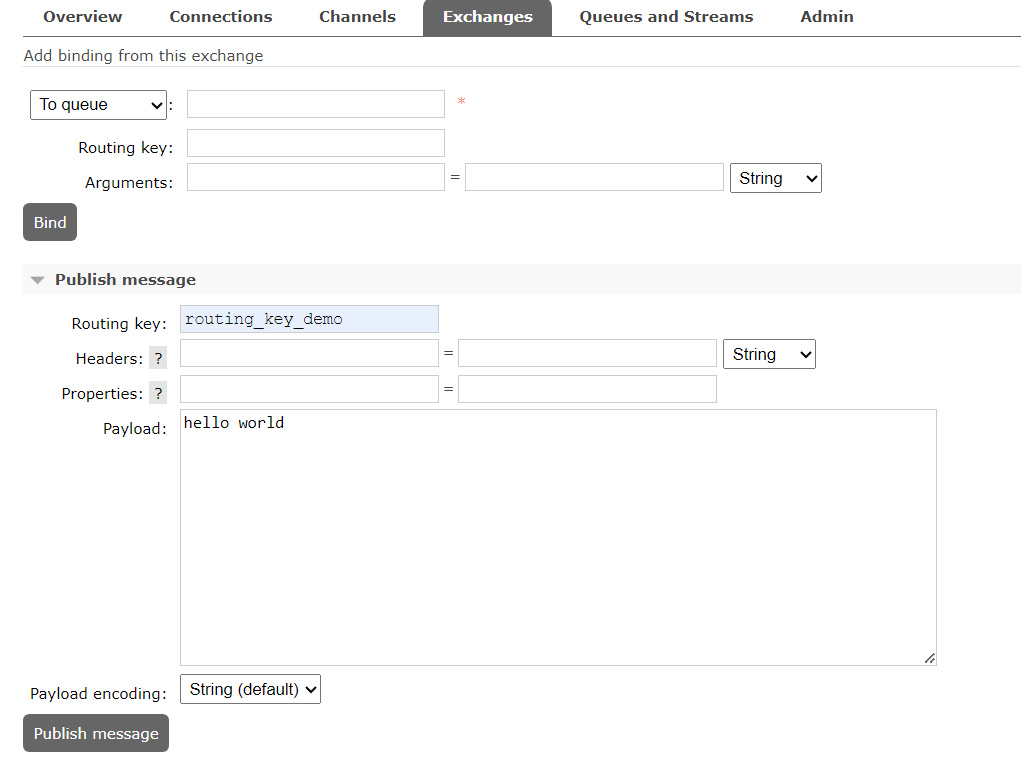 Overview Connections Channels Exchanges Queues and Streams Admin
Add binding from this exchange
To queue : *
Routing key:
Arguments: = String
Bind
Publish message
Routing key: routing_key_demo
Headers: ? = String
Properties: ? =
Payload: hello world
Payload encoding: String (default)
Publish message